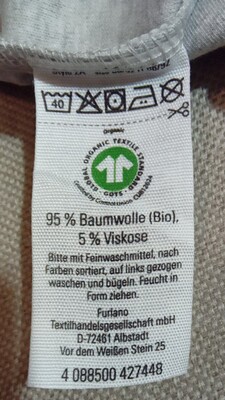 40
Organic
GLOBAL ORGANIC TEXTILE STANDARD
· GOTS ·
95 % Baumwolle (Bio),
5 % Viskose
Bitte mit Feinwaschmittel, nach
Farben sortiert, auf links gezogen
waschen und bügeln. Feucht in
Form ziehen.
Furlano
Textilhandelsgesellschaft mbH
D-72461 Albstadt
Vor dem Weißen Stein 25
4 088500 427448